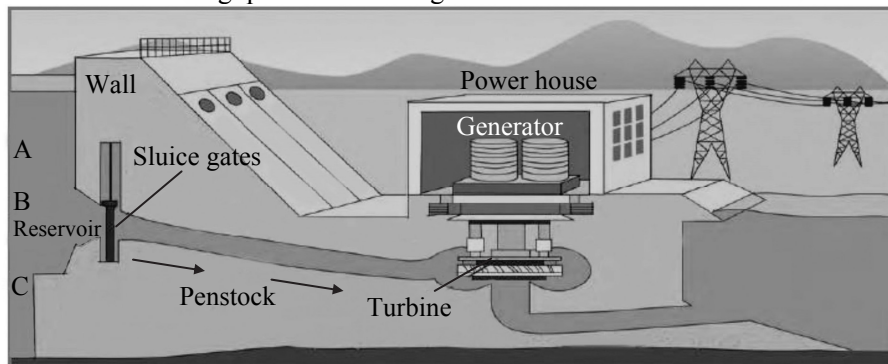 Wall
Power house
Generator
A
Sluice gates
B
Reservoir
C
Penstock
Turbine